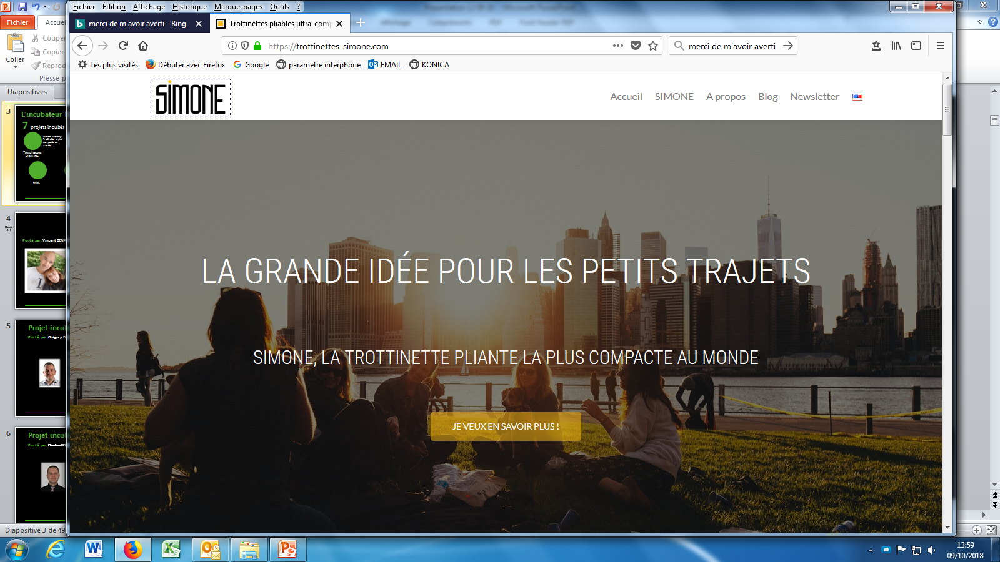 Fichier Édition Affichage Historique Marque-pages Outils ?
merci de m'avoir averti - Bing
Trottinettes pliables ultra-comp
https://trottinettes-simone.com
merci de m'avoir averti
Les plus visités Débuter avec Firefox Google parametre interphone EMAIL KONICA
SIMONE
Accueil SIMONE A propos Blog Newsletter
LA GRANDE IDÉE POUR LES PETITS TRAJETS
SIMONE, LA TROTTINETTE PLIANTE LA PLUS COMPACTE AU MONDE
JE VEUX EN SAVOIR PLUS !
Fichier Accuei
Coller
Couper
Copier
Reprod
Presse-p
Diapositives
3
L'incubateur T
7 projets incubés
Trottinettes
SIMONE
VIPE
4
Porté par: Vincent BENA
5
Projet incul
Porté par: Grégory D
6
Projet incul
Porté par:
Diapositive 3 de 49
13:59
09/10/2018